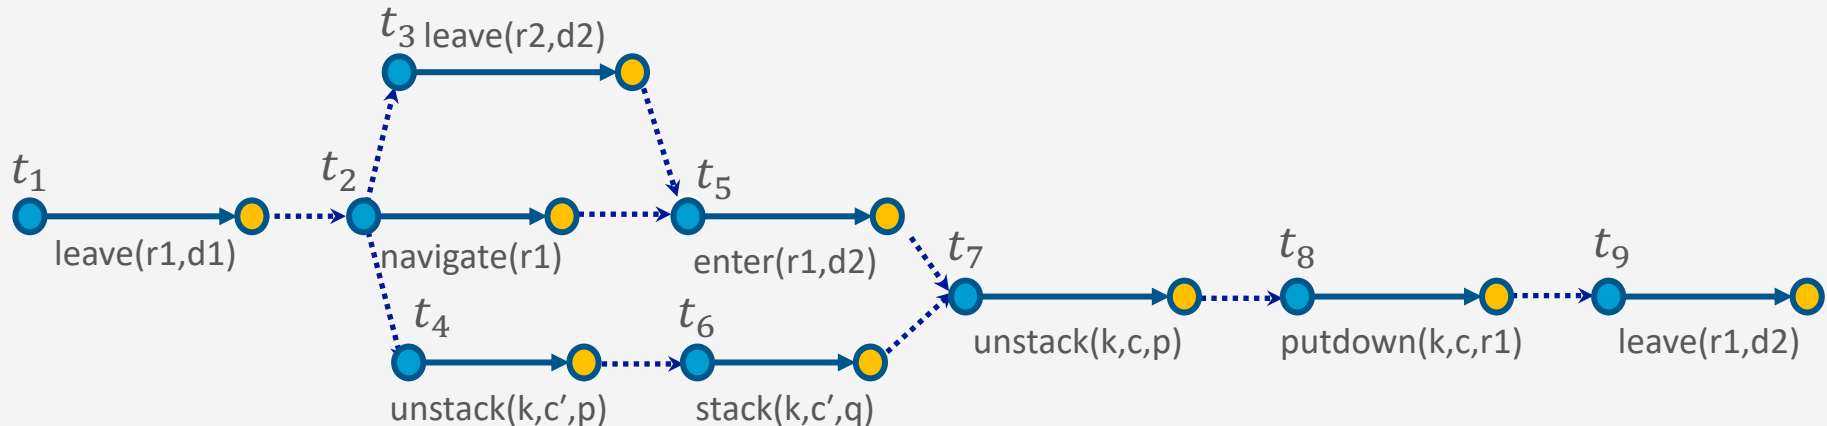 t₃ leave(r2,d2)
t₁
t₂
t₅
leave(r1,d1)
navigate(r1)
enter(r1,d2)
t₇
t₈
t₉
t₄
t₆
unstack(k,c,p)
putdown(k,c,r1)
leave(r1,d2)
unstack(k,c′,p)
stack(k,c′,q)